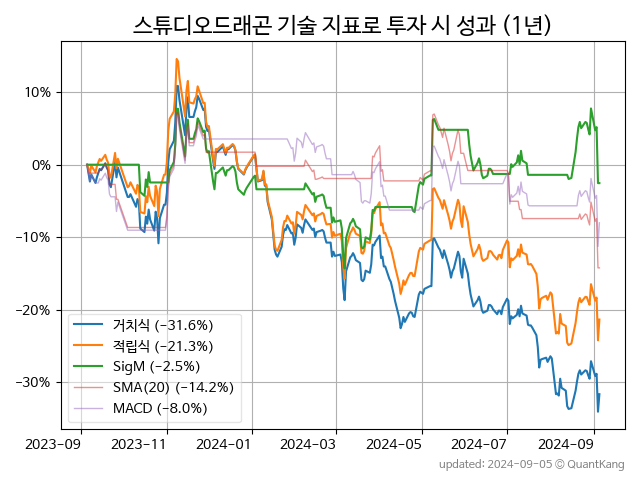 스튜디오드래곤 기술 지표로 투자 시 성과 (1년)
10%
0%
−10%
−20%
−30%
거치식 (−31.6%)
적립식 (−21.3%)
SigM (−2.5%)
SMA(20) (−14.2%)
MACD (−8.0%)
2023-09 2023-11 2024-01 2024-03 2024-05 2024-07 2024-09
updated: 2024-09-05 © QuantKang